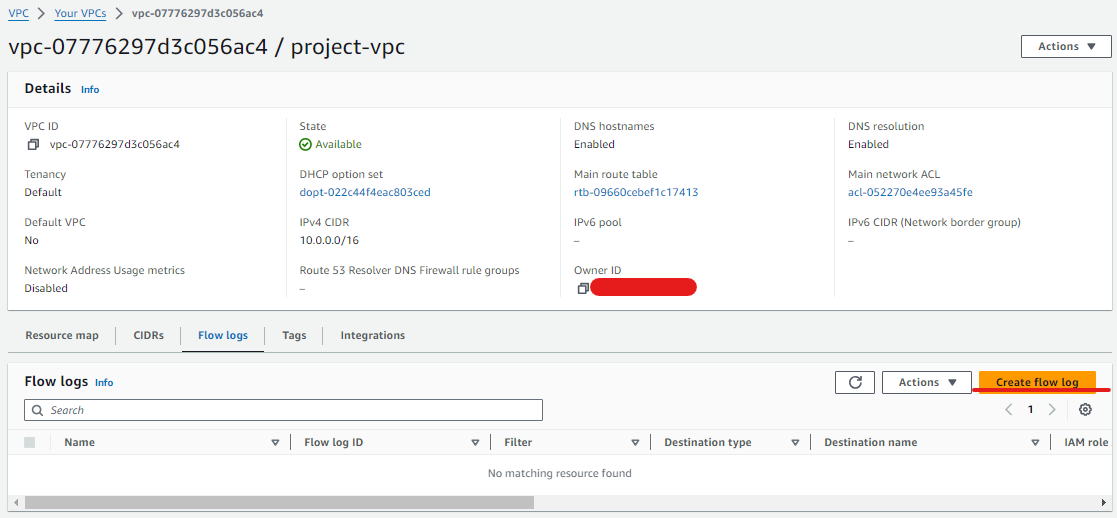 VPC > Your VPCs > vpc-07776297d3c056ac4
vpc-07776297d3c056ac4 / project-vpc
Actions
Details Info
VPC ID State DNS hostnames DNS resolution
vpc-07776297d3c056ac4 Available Enabled Enabled
Tenancy DHCP option set Main route table Main network ACL
Default dopt-022c44f4eac803ced rtb-09660cebef1c17413 acl-052270e4ee93a45fe
Default VPC IPv4 CIDR IPv6 pool IPv6 CIDR (Network border group)
No 10.0.0.0/16 – –
Network Address Usage metrics Route 53 Resolver DNS Firewall rule groups Owner ID
Disabled –
Resource map CIDRs Flow logs Tags Integrations
Flow logs Info Actions Create flow log
Search 1
Name Flow log ID Filter Destination type Destination name IAM role
No matching resource found